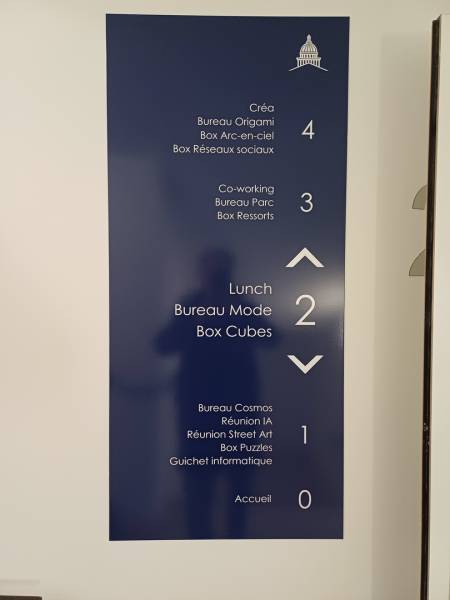 Créa
Bureau Origami
Box Arc-en-ciel
Box Réseaux sociaux
4
Co-working
Bureau Parc
Box Ressorts
3
Lunch
Bureau Mode
Box Cubes
2
Bureau Cosmos
Réunion IA
Réunion Street Art
Box Puzzles
Guichet informatique
1
Accueil 0